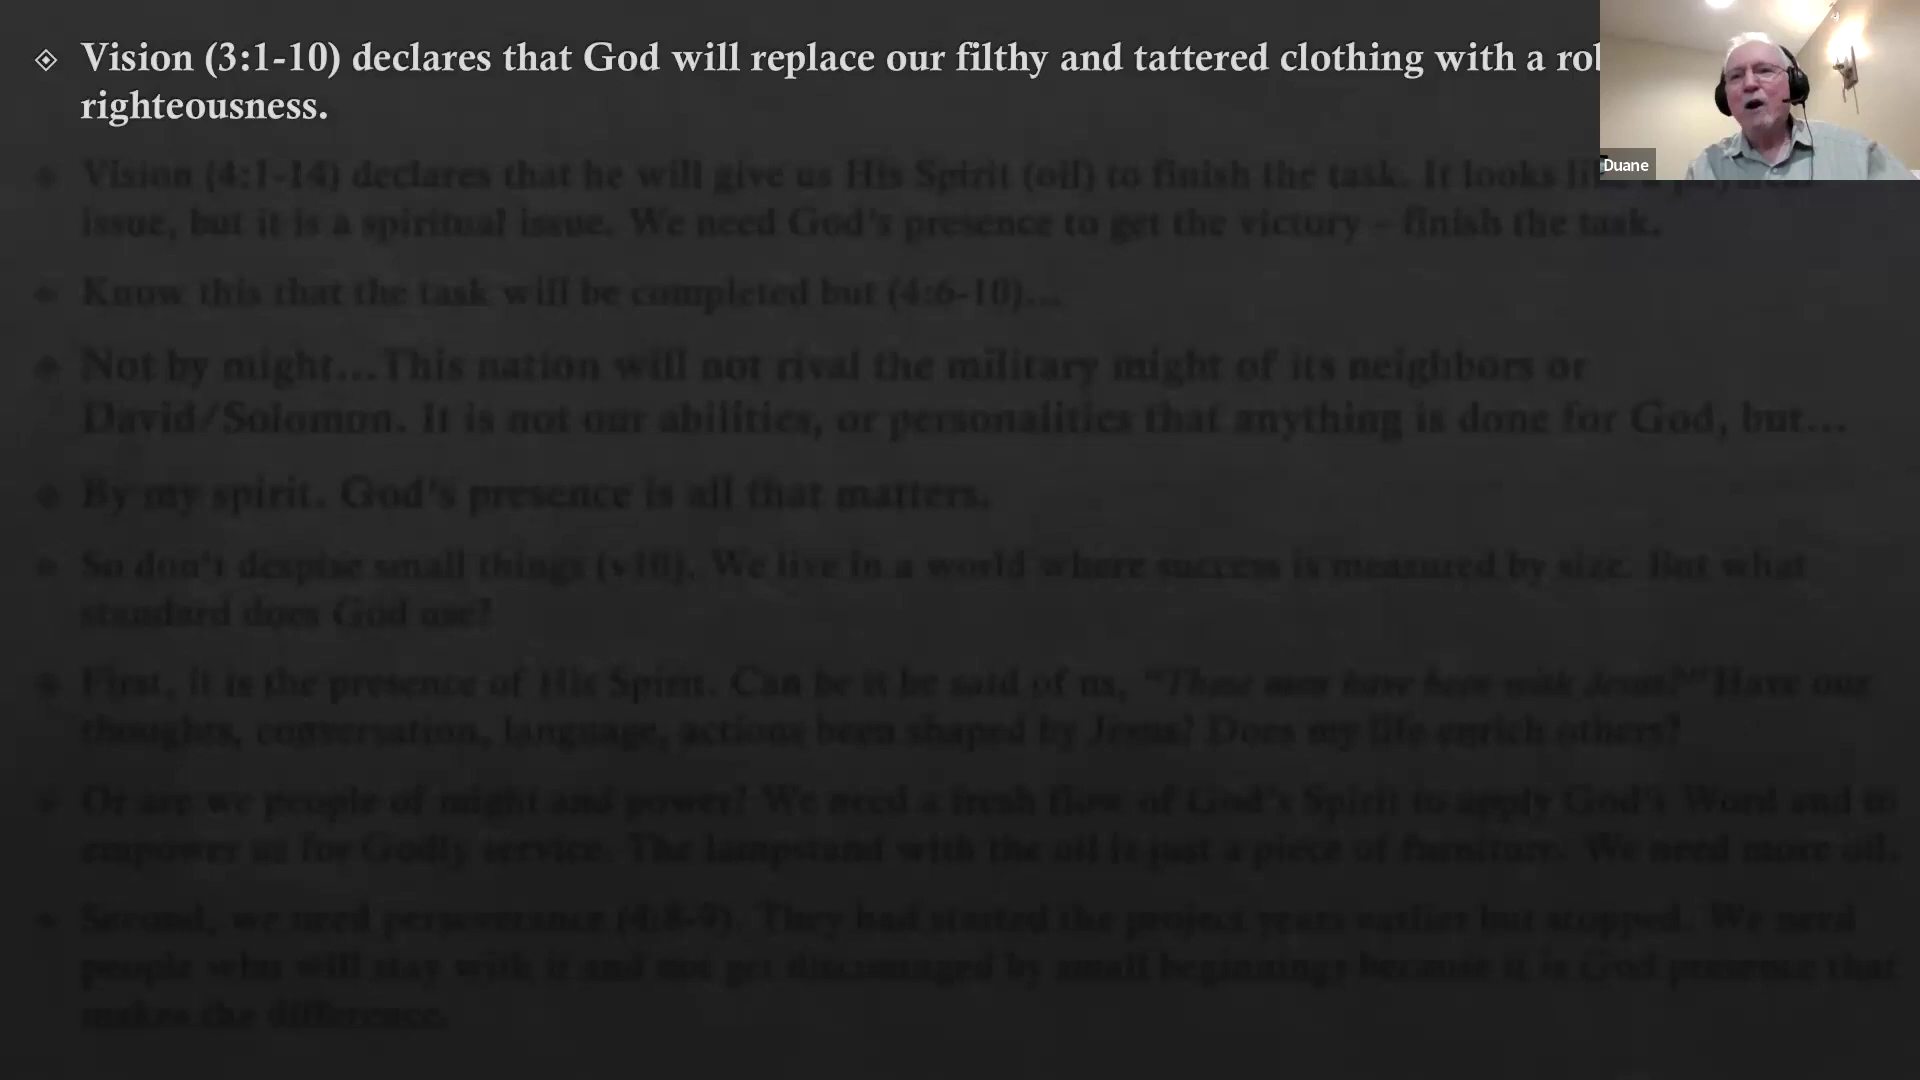 Vision (3:1-10) declares that God will replace our filthy and tattered clothing with a
righteousness.
Duane
Vision (4:1-14) declares that he will give us His Spirit (oil) to finish the task. It looks
issue, but it is a spiritual issue. We need God's presence to get the victory – finish the task.
Know this that the task will be completed but (4:6-10)...
Not by might...This nation will not rival the military might of its neighbors or
David/Solomon. It is not our abilities, or personalities that anything is done for God, but...
By my spirit. God's presence is all that matters.
So don't despise small things (v10). We live in a world where success is measured by size. But what
standard does God use?
First, it is the presence of His Spirit. Can be it be said of us, "These men have been with Jesus?" Have our
thoughts, conversation, language, actions been shaped by Jesus? Does my life enrich others?
Or are we people of might and power? We need a fresh flow of God's Spirit to apply God's Word and to
empower us for Godly service. The lampstand with the oil is just a piece of furniture. We need more oil.
Second, we need perseverance (4:8-9). They had started the project years earlier but stopped. We need
people who will stay with it and not get discouraged by small beginnings because it is God presence that
makes the difference.